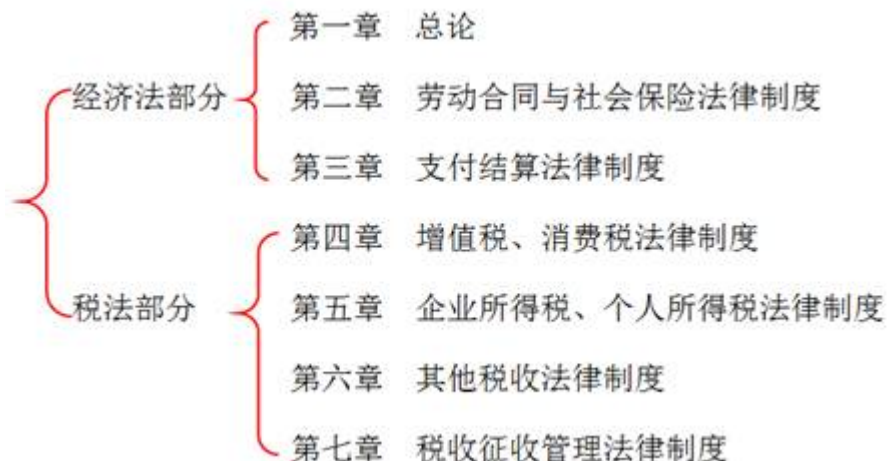 经济法部分
第一章 总论
第二章 劳动合同与社会保险法律制度
第三章 支付结算法律制度
税法部分
第四章 增值税、消费税法律制度
第五章 企业所得税、个人所得税法律制度
第六章 其他税收法律制度
第七章 税收征收管理法律制度